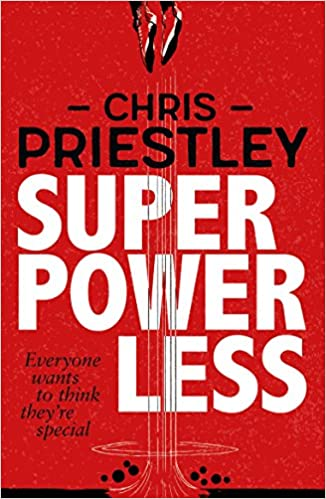 – CHRIS –
PRIESTLEY
SUPER
POWER
LESS
Everyone
wants
to think
they're
special